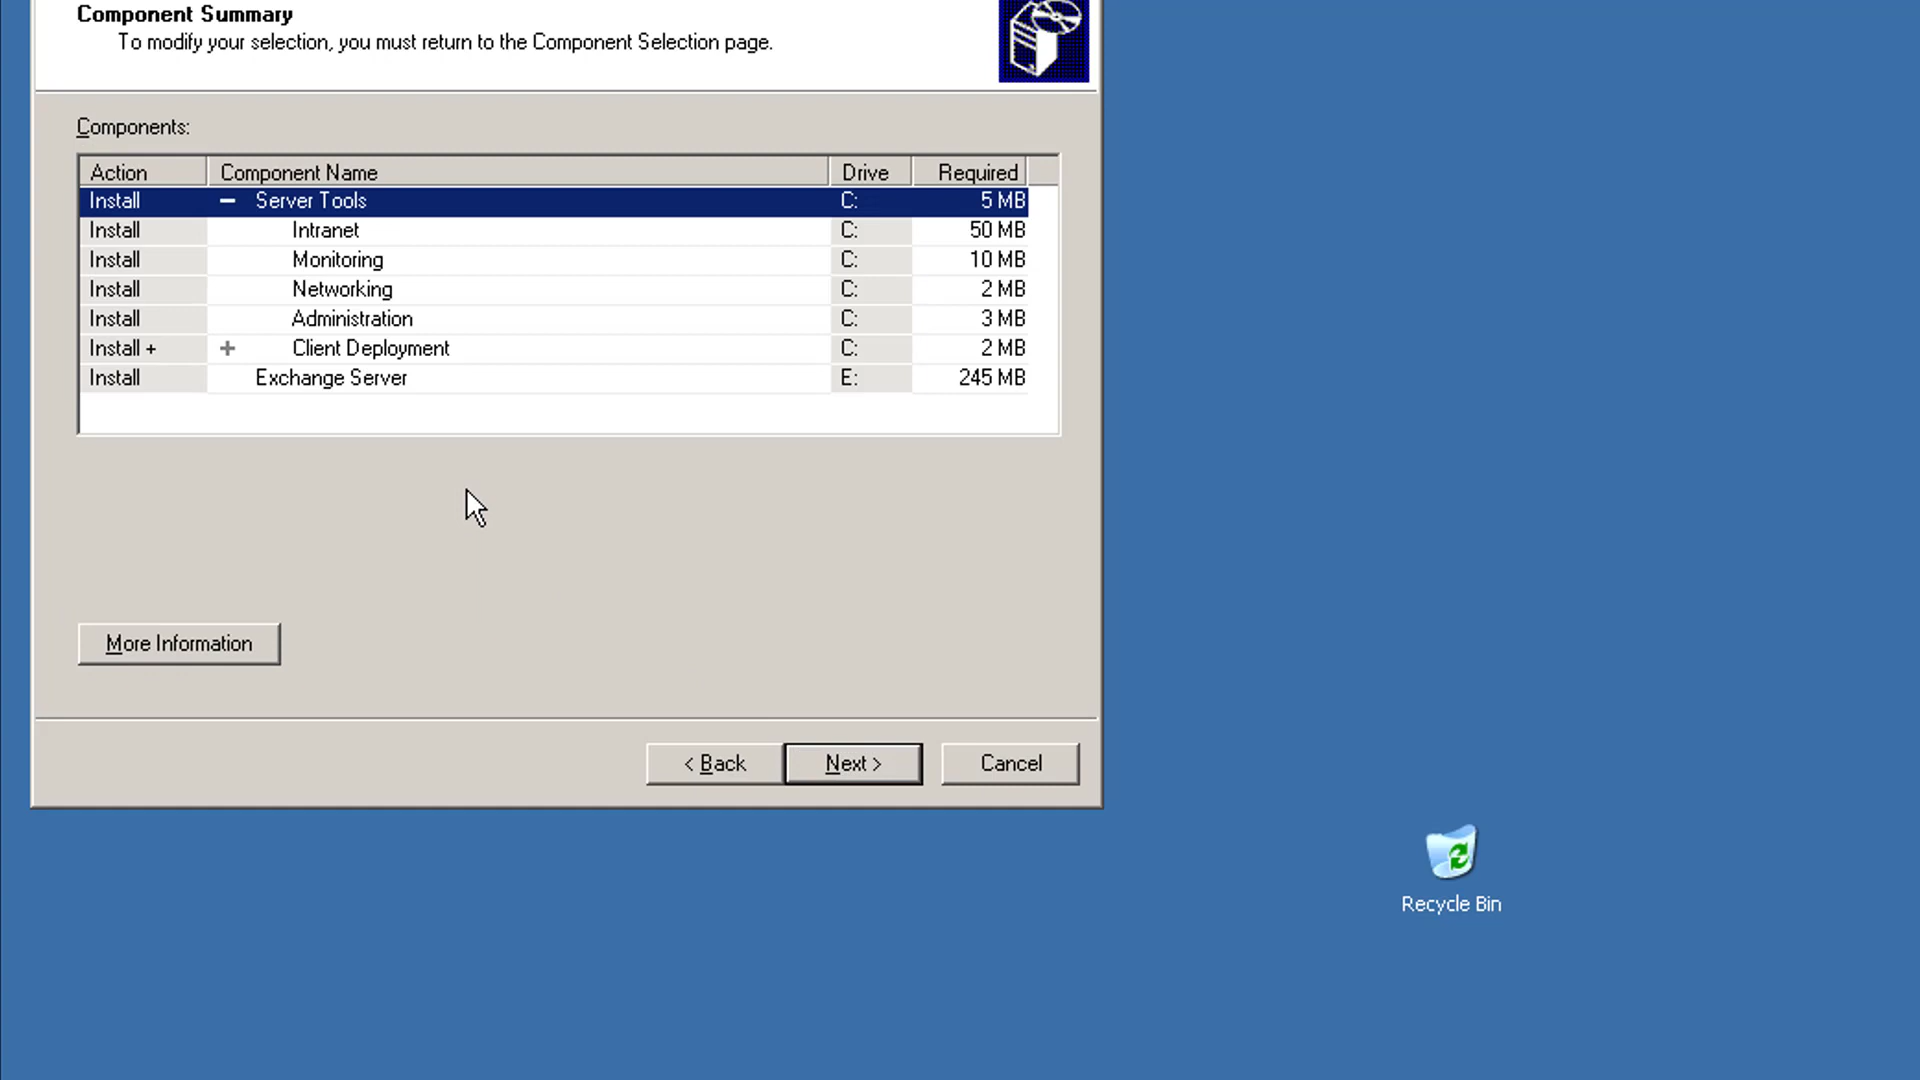 Component Summary
To modify your selection, you must return to the Component Selection page.
Components:
Action Component Name Drive Required
Install Server Tools C: 5 MB
Install Intranet C: 50 MB
Install Monitoring C: 10 MB
Install Networking C: 2 MB
Install Administration C: 3 MB
Install + + Client Deployment C: 2 MB
Install Exchange Server E: 245 MB
More Information
< Back Next > Cancel
Recycle Bin